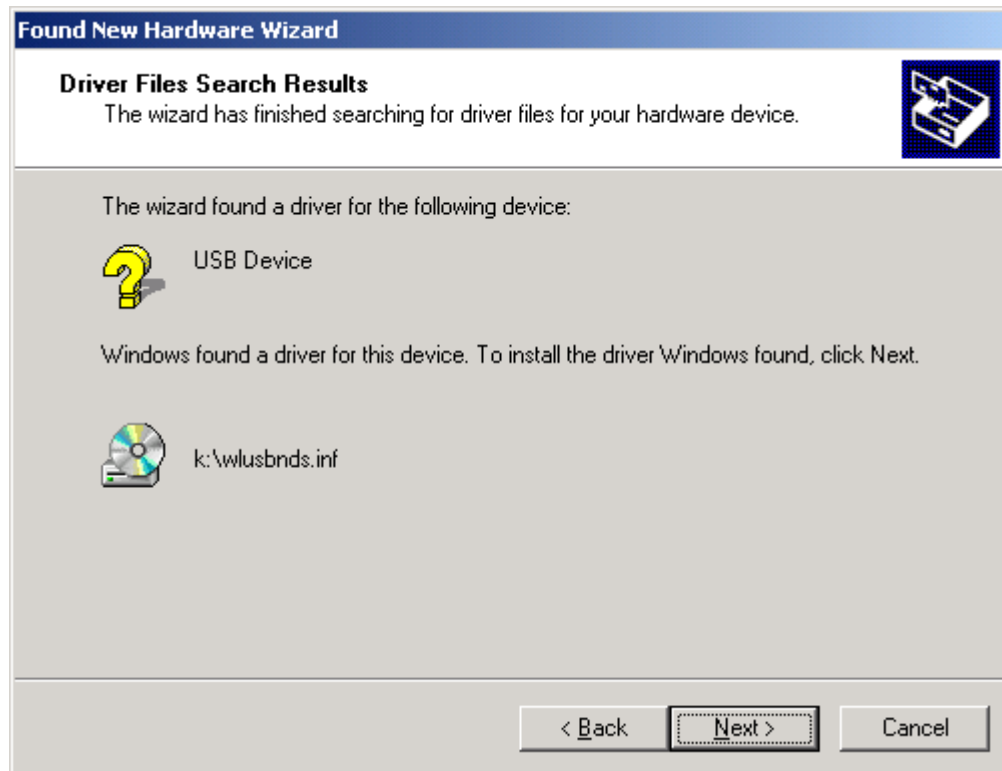 Found New Hardware Wizard
Driver Files Search Results
The wizard has finished searching for driver files for your hardware device.
The wizard found a driver for the following device:
USB Device
Windows found a driver for this device. To install the driver Windows found, click Next.
k:\wlusbnds.inf
< Back
Next >
Cancel